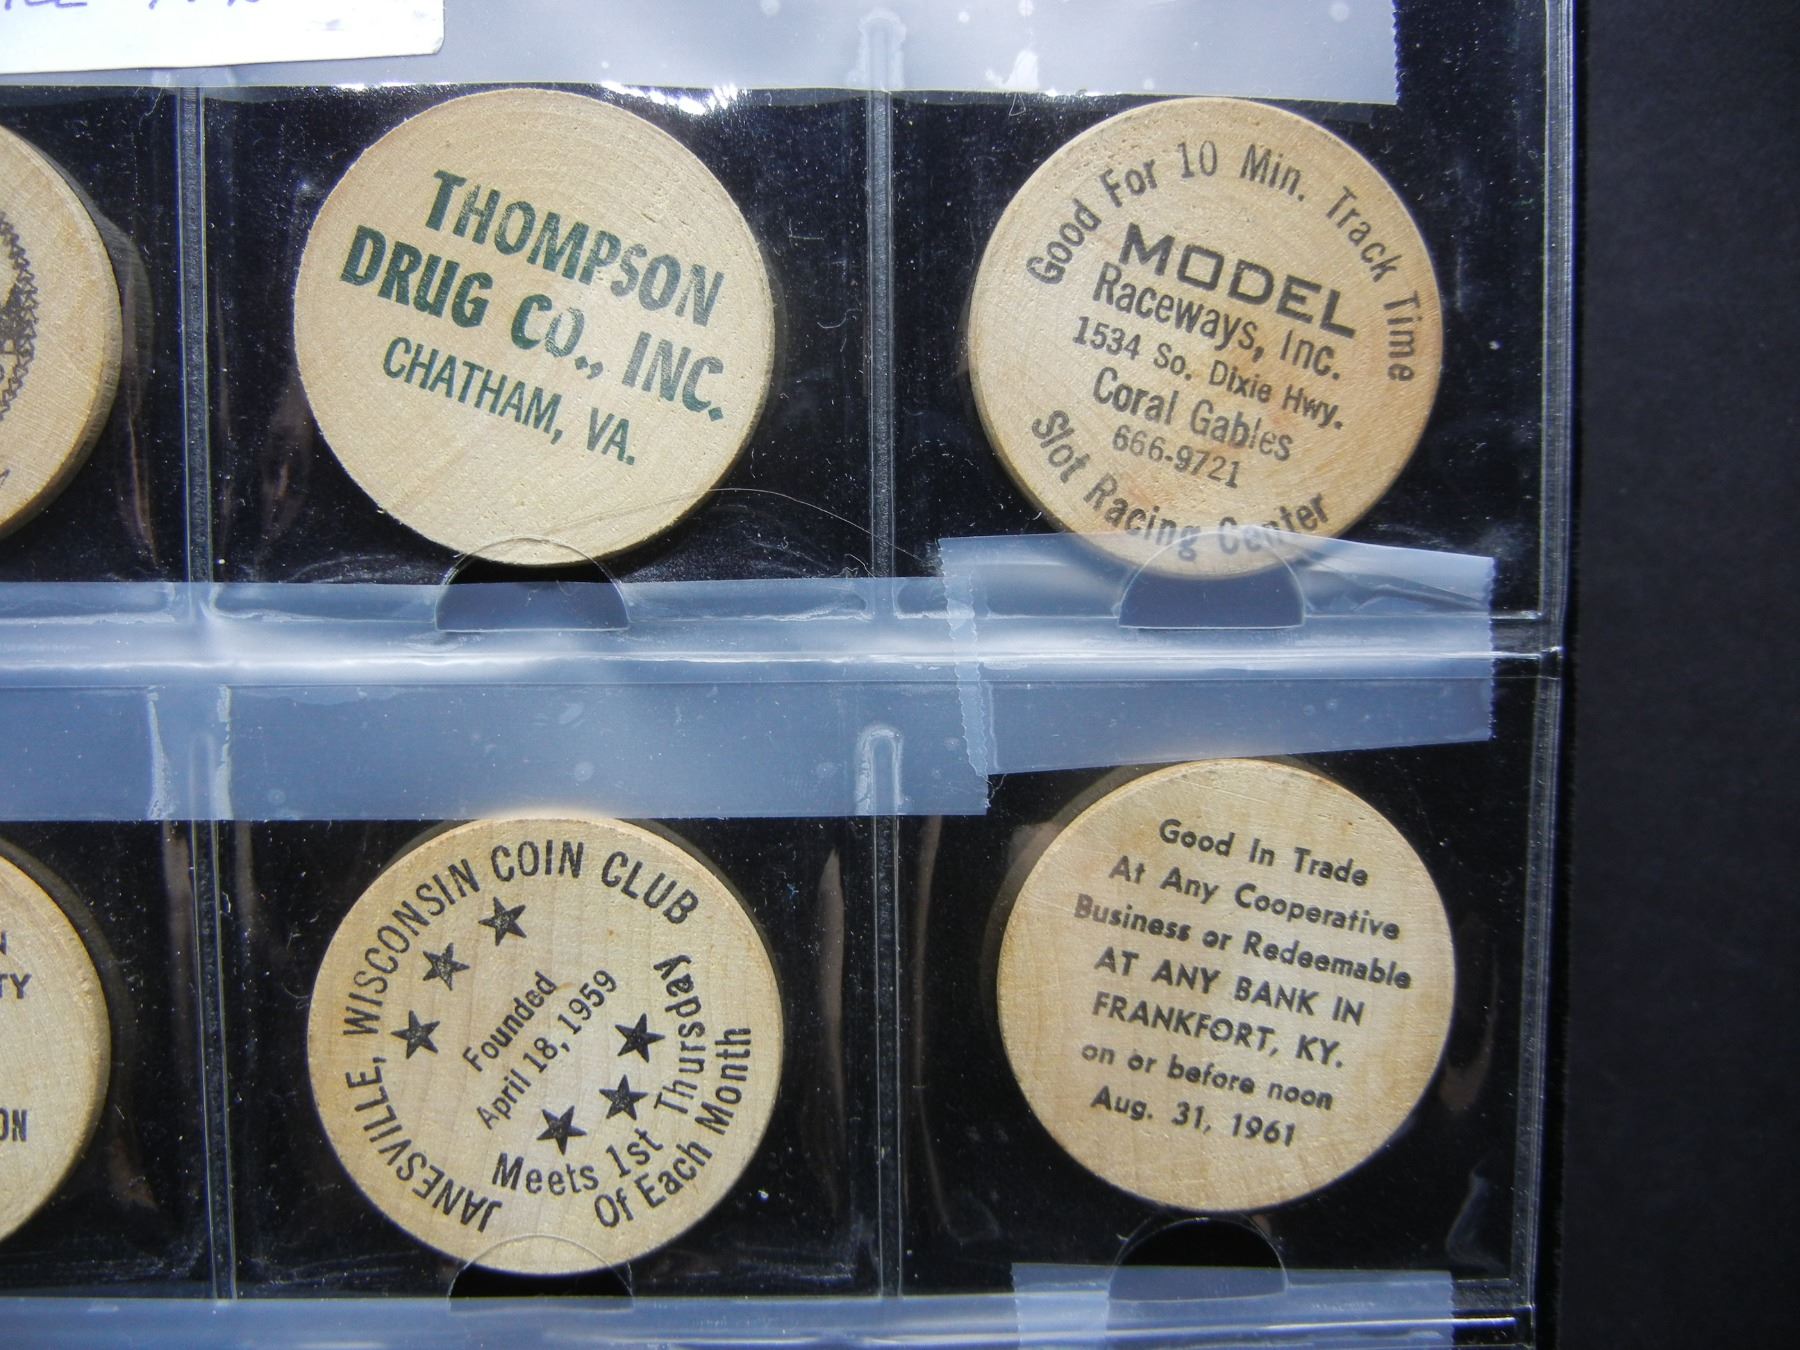 THOMPSON
DRUG CO., INC.
CHATHAM, VA.
Good For 10 Min. Track Time
MODEL
Raceways, Inc.
1534 So. Dixie Hwy.
Coral Gables
666-9721
Slot Racing Center
N
TY
ON
JANESVILLE, WISCONSIN COIN CLUB
Founded
April 18, 1959
Meets 1st Thursday
Of Each Month
Good In Trade
At Any Cooperative
Business or Redeemable
AT ANY BANK IN
FRANKFORT, KY.
on or before noon
Aug. 31, 1961